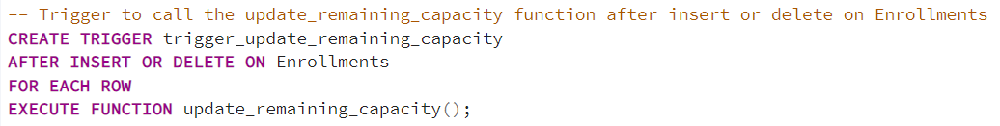 -- Trigger to call the update_remaining_capacity function after insert or delete on Enrollments
CREATE TRIGGER trigger_update_remaining_capacity
AFTER INSERT OR DELETE ON Enrollments
FOR EACH ROW
EXECUTE FUNCTION update_remaining_capacity();